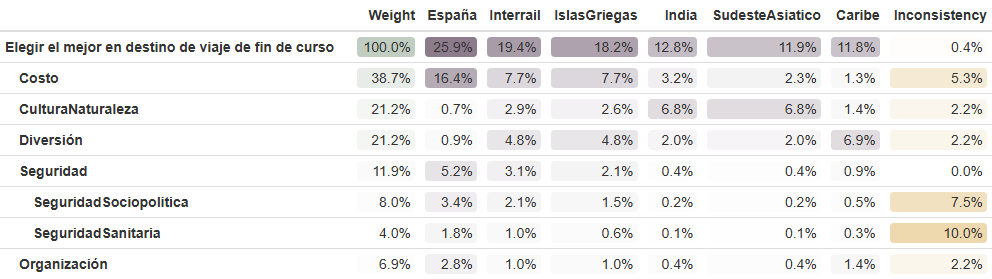 Weight España Interrail IslasGriegas India SudesteAsiatico Caribe Inconsistency
Elegir el mejor en destino de viaje de fin de curso 100.0% 25.9% 19.4% 18.2% 12.8% 11.9% 11.8% 0.4%
Costo 38.7% 16.4% 7.7% 7.7% 3.2% 2.3% 1.3% 5.3%
CulturaNaturaleza 21.2% 0.7% 2.9% 2.6% 6.8% 6.8% 1.4% 2.2%
Diversión 21.2% 0.9% 4.8% 4.8% 2.0% 2.0% 6.9% 2.2%
Seguridad 11.9% 5.2% 3.1% 2.1% 0.4% 0.4% 0.9% 0.0%
SeguridadSociopolitica 8.0% 3.4% 2.1% 1.5% 0.2% 0.2% 0.5% 7.5%
SeguridadSanitaria 4.0% 1.8% 1.0% 0.6% 0.1% 0.1% 0.3% 10.0%
Organización 6.9% 2.8% 1.0% 1.0% 0.4% 0.4% 1.4% 2.2%